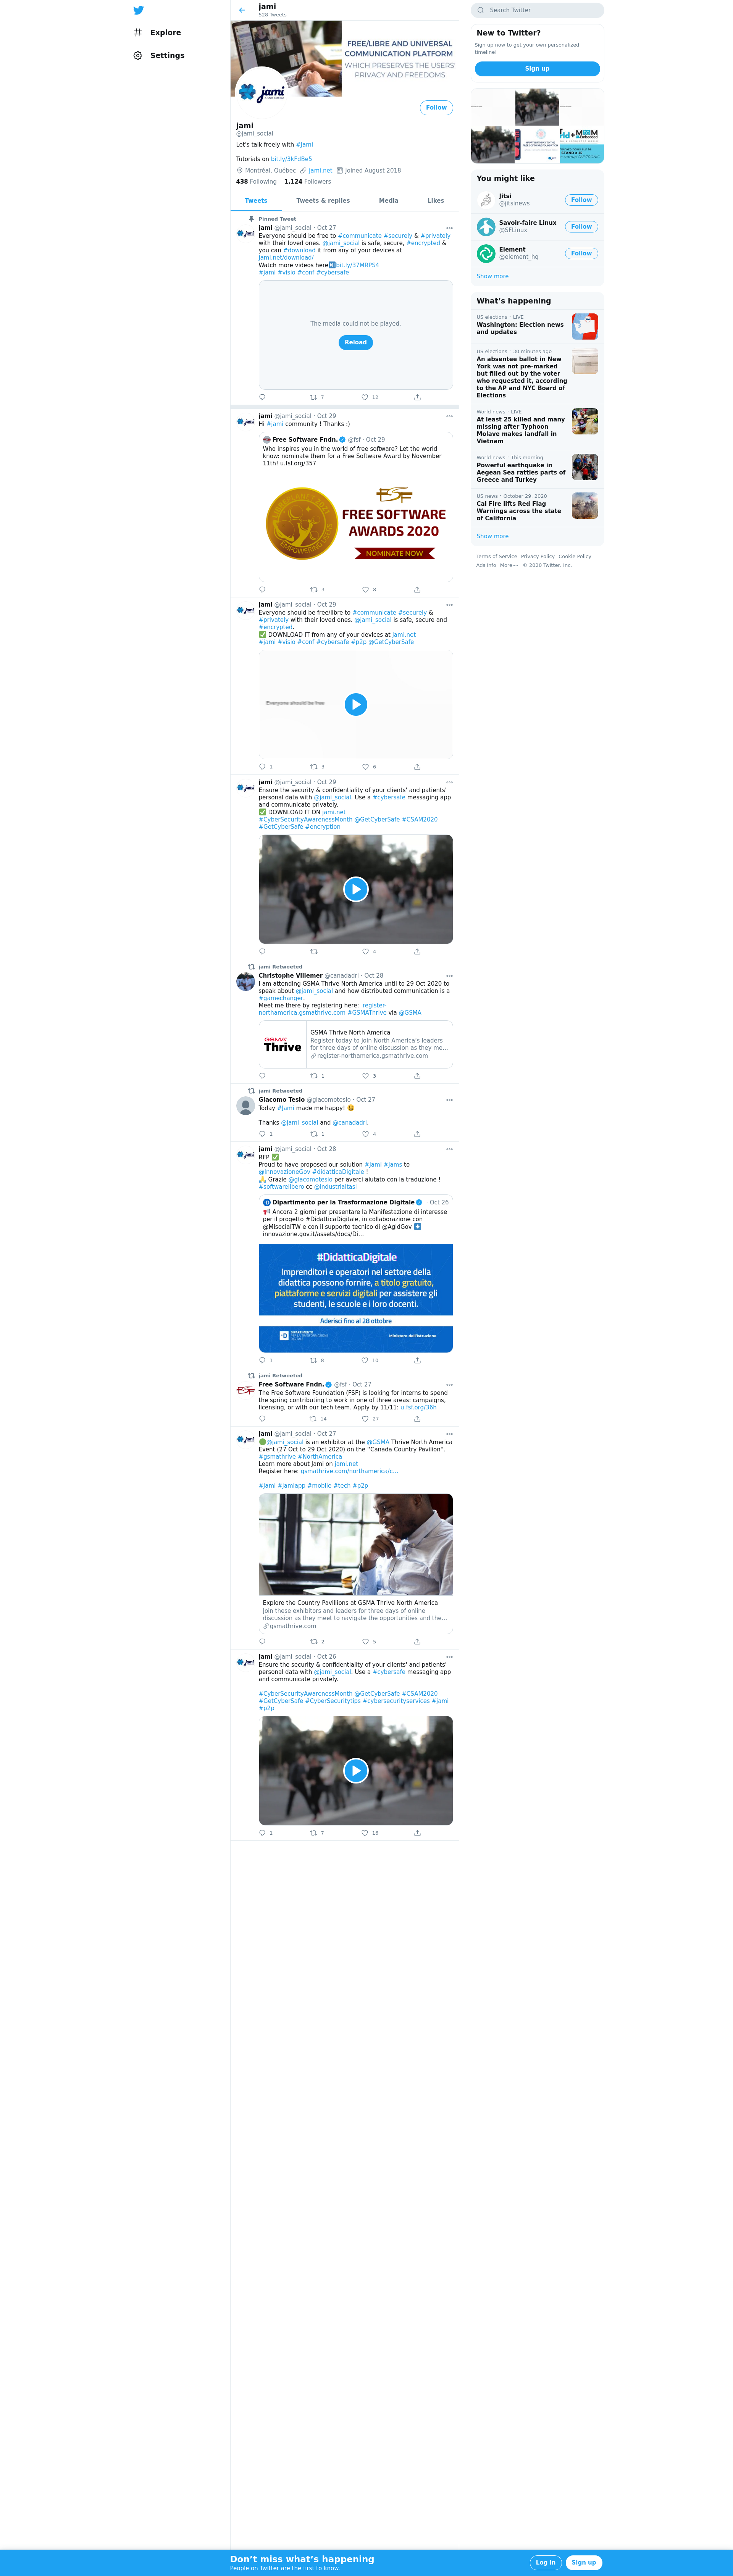 Explore
Settings
jami
528 Tweets
FREE/LIBRE AND UNIVERSAL
COMMUNICATION PLATFORM
WHICH PRESERVES THE USERS'
PRIVACY AND FREEDOMS
jami
Follow
jami
@jami_social
Let's talk freely with #Jami
Tutorials on bit.ly/3kFd8eS
Montréal, Québec jami.net Joined August 2018
438 Following 1,124 Followers
Tweets Tweets & replies Media Likes
Pinned Tweet
jami @jami_social · Oct 27
Everyone should be free to #communicate #securely & #privately
with their loved ones. @jami_social is safe, secure, #encrypted &
you can #download it from any of your devices at
jami.net/download/
Watch more videos here bit.ly/37MRPS4
#jami #visio #conf #cybersafe
The media could not be played.
Reload
7 12
jami @jami_social · Oct 29
Hi #jami community ! Thanks :)
Free Software Fndn. @fsf · Oct 29
Who inspires you in the world of free software? Let the world
know: nominate them for a Free Software Award by November
11th! u.fsf.org/357
FSF
FREE SOFTWARE
AWARDS 2020
NOMINATE NOW
3 8
jami @jami_social · Oct 29
Everyone should be free/libre to #communicate #securely &
#privately with their loved ones. @jami_social is safe, secure and
#encrypted.
✅ DOWNLOAD IT from any of your devices at jami.net
#jami #visio #conf #cybersafe #p2p @GetCyberSafe
Everyone should be free
1 3 6
jami @jami_social · Oct 29
Ensure the security & confidentiality of your clients' and patients'
personal data with @jami_social. Use a #cybersafe messaging app
and communicate privately.
✅ DOWNLOAD IT ON jami.net
#CyberSecurityAwarenessMonth @GetCyberSafe #CSAM2020
#GetCyberSafe #encryption
4
jami Retweeted
Christophe Villemer @canadadri · Oct 28
I am attending GSMA Thrive North America until to 29 Oct 2020 to
speak about @jami_social and how distributed communication is a
#gamechanger.
Meet me there by registering here: register-
northamerica.gsmathrive.com #GSMAThrive via @GSMA
GSMA
Thrive
GSMA Thrive North America
Register today to join North America's leaders
for three days of online discussion as they me...
register-northamerica.gsmathrive.com
1 3
jami Retweeted
Giacomo Tesio @giacomotesio · Oct 27
Today #Jami made me happy! 😃
Thanks @jami_social and @canadadri.
1 1 4
jami @jami_social · Oct 28
RFP ✅
Proud to have proposed our solution #Jami #Jams to
@InnovazioneGov #didatticaDigitale !
🙏 Grazie @giacomotesio per averci aiutato con la traduzione !
#softwarelibero cc @industriaitasl
Dipartimento per la Trasformazione Digitale · Oct 26
Ancora 2 giorni per presentare la Manifestazione di interesse
per il progetto #DidatticaDigitale, in collaborazione con
@MIsocialTW e con il supporto tecnico di @AgidGov
innovazione.gov.it/assets/docs/Di...
#DidatticaDigitale
Imprenditori e operatori nel settore della
didattica possono fornire, a titolo gratuito,
piattaforme e servizi digitali per assistere gli
studenti, le scuole e i loro docenti.
Aderisci fino al 28 ottobre
Ministero dell'Istruzione
1 8 10
jami Retweeted
Free Software Fndn. @fsf · Oct 27
The Free Software Foundation (FSF) is looking for interns to spend
the spring contributing to work in one of three areas: campaigns,
licensing, or with our tech team. Apply by 11/11: u.fsf.org/36h
14 27
jami @jami_social · Oct 27
@jami_social is an exhibitor at the @GSMA Thrive North America
Event (27 Oct to 29 Oct 2020) on the "Canada Country Pavilion".
#gsmathrive #NorthAmerica
Learn more about Jami on jami.net
Register here: gsmathrive.com/northamerica/c...
#Jami #jamiapp #mobile #tech #p2p
Explore the Country Pavillions at GSMA Thrive North America
Join these exhibitors and leaders for three days of online
discussion as they meet to navigate the opportunities and the...
gsmathrive.com
2 5
jami @jami_social · Oct 26
Ensure the security & confidentiality of your clients' and patients'
personal data with @jami_social. Use a #cybersafe messaging app
and communicate privately.
#CyberSecurityAwarenessMonth @GetCyberSafe #CSAM2020
#GetCyberSafe #CyberSecuritytips #cybersecurityservices #jami
#p2p
1 7 16
Search Twitter
New to Twitter?
Sign up now to get your own personalized
timeline!
Sign up
You might like
Jitsi
@jitsinews
Follow
Savoir-faire Linux
@SFLinux
Follow
Element
@element_hq
Follow
Show more
What's happening
US elections · LIVE
Washington: Election news
and updates
US elections · 30 minutes ago
An absentee ballot in New
York was not pre-marked
but filled out by the voter
who requested it, according
to the AP and NYC Board of
Elections
World news · LIVE
At least 25 killed and many
missing after Typhoon
Molave makes landfall in
Vietnam
World news · This morning
Powerful earthquake in
Aegean Sea rattles parts of
Greece and Turkey
US news · October 29, 2020
Cal Fire lifts Red Flag
Warnings across the state
of California
Show more
Terms of Service Privacy Policy Cookie Policy
Ads info More © 2020 Twitter, Inc.
Don't miss what's happening
People on Twitter are the first to know.
Log in
Sign up